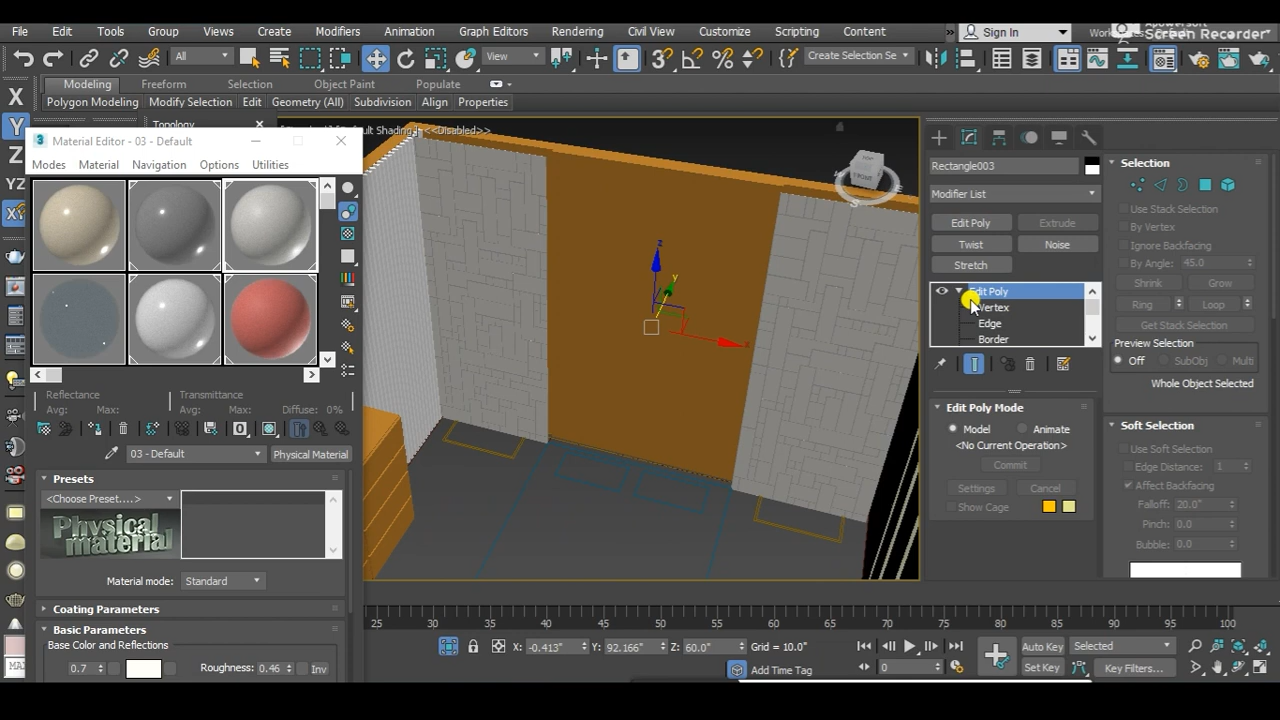 Apowersoft
Screen Recorder
File Edit Tools Group Views Create Modifiers Animation Graph Editors Rendering Civil View Customize Scripting Content » Sign In
All View Create Selection Se
Modeling Freeform Selection Object Paint Populate
Polygon Modeling Modify Selection Edit Geometry (All) Subdivision Align Properties
X
Y
Z
YZ
XY
Topology
<<Disabled>>
Material Editor - 03 - Default
Modes Material Navigation Options Utilities
Reflectance Transmittance
Avg: Max: Avg: Max: Diffuse: 0%
03 - Default Physical Material
Presets
<Choose Preset....>
Physical
material
Material mode: Standard
Coating Parameters
Basic Parameters
Base Color and Reflections
0.7 Roughness: 0.46 Inv
TOP
FRONT
S
z
y
x
Rectangle003
Modifier List
Edit Poly Extrude
Twist Noise
Stretch
Edit Poly
Vertex
Edge
Border
Edit Poly Mode
Model Animate
<No Current Operation>
Commit
Settings Cancel
Show Cage
Selection
Use Stack Selection
By Vertex
Ignore Backfacing
By Angle: 45.0
Shrink Grow
Ring Loop
Get Stack Selection
Preview Selection
Off SubObj Multi
Whole Object Selected
Soft Selection
Use Soft Selection
Edge Distance: 1
Affect Backfacing
Falloff: 20.0"
Pinch: 0.0
Bubble: 0.0
25 30 35 40 45 50 55 60 65 70 75 80 85 90 95 100
X: -0.413" Y: 92.166" Z: 60.0" Grid = 10.0"
Add Time Tag
0
Auto Key Selected
Set Key Key Filters...